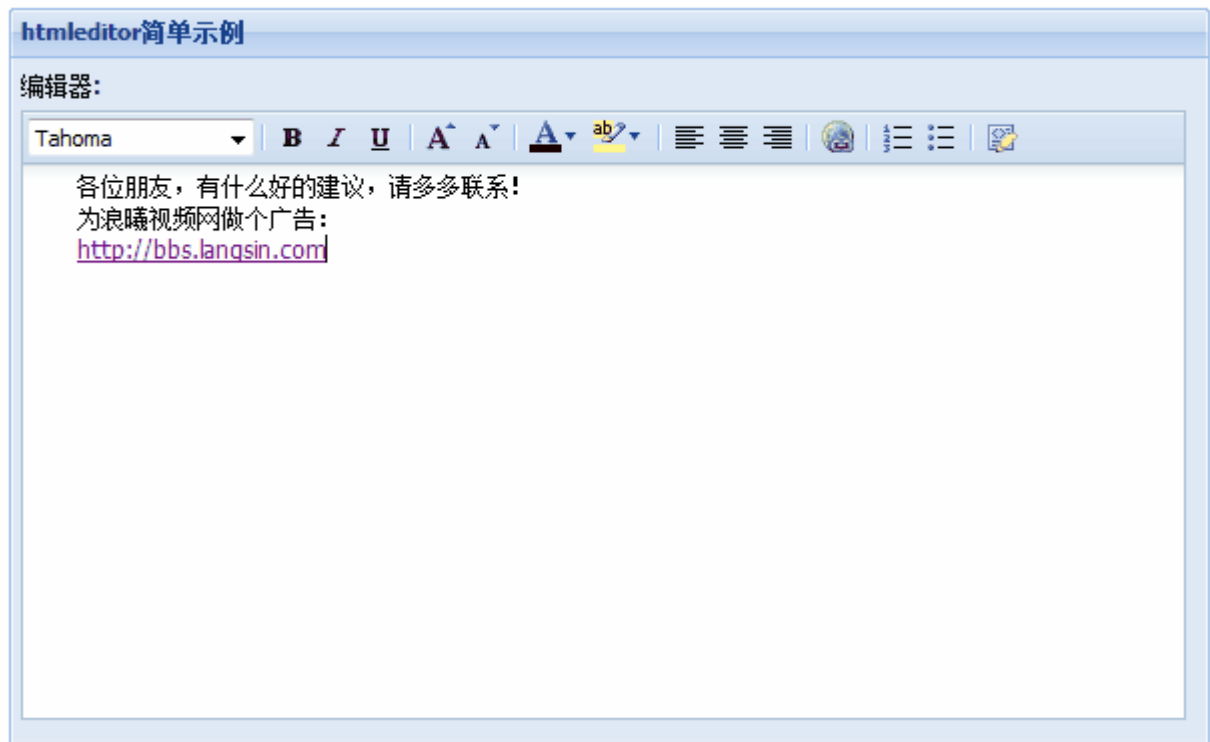 htmleditor简单示例
编辑器:
Tahoma B I U A A A ab
各位朋友，有什么好的建议，请多多联系!
为浪曦视频网做个广告:
http://bbs.langsin.com